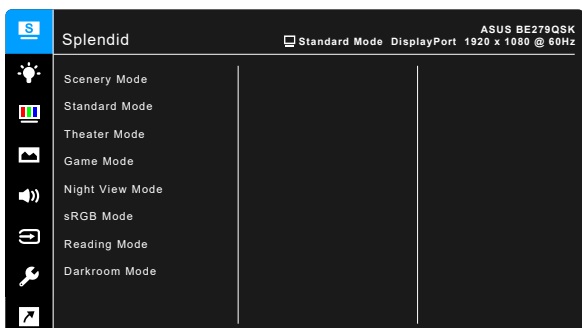 S
ASUS BE279QSK
Splendid
Standard Mode DisplayPort 1920 x 1080 @ 60Hz
Scenery Mode
Standard Mode
Theater Mode
Game Mode
Night View Mode
sRGB Mode
Reading Mode
Darkroom Mode